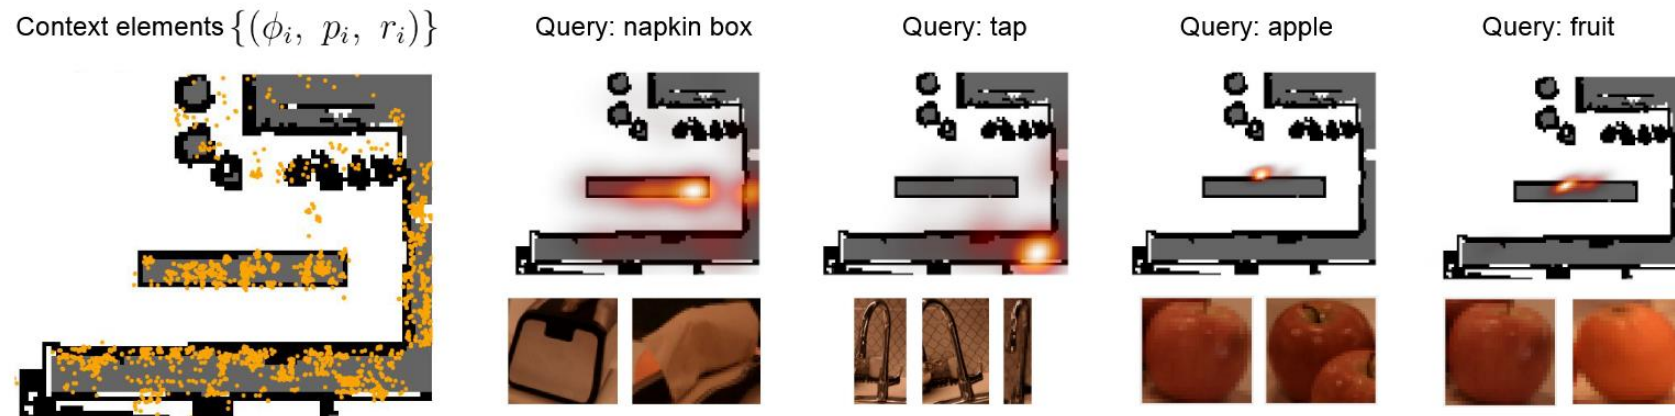 Context elements {(ϕᵢ, pᵢ, rᵢ)}
Query: napkin box
Query: tap
Query: apple
Query: fruit